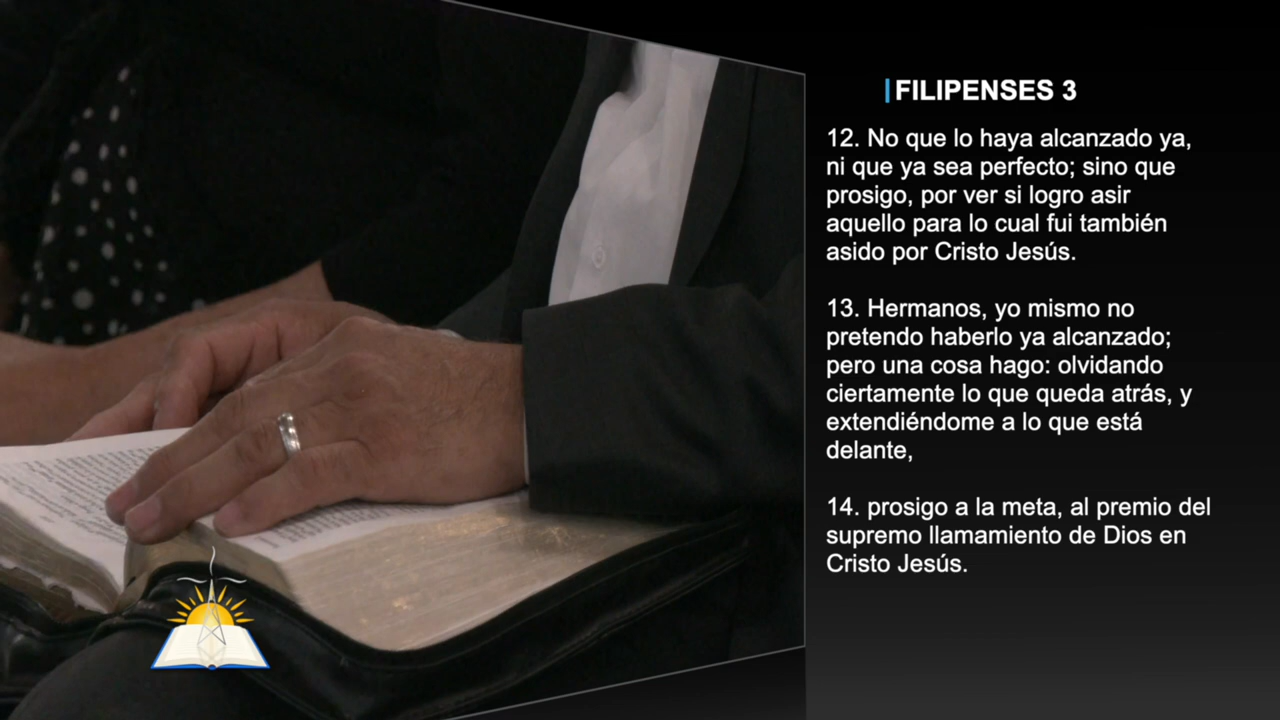 FILIPENSES 3
12. No que lo haya alcanzado ya,
ni que ya sea perfecto; sino que
prosigo, por ver si logro asir
aquello para lo cual fui también
asido por Cristo Jesús.
13. Hermanos, yo mismo no
pretendo haberlo ya alcanzado;
pero una cosa hago: olvidando
ciertamente lo que queda atrás, y
extendiéndome a lo que está
delante,
14. prosigo a la meta, al premio del
supremo llamamiento de Dios en
Cristo Jesús.